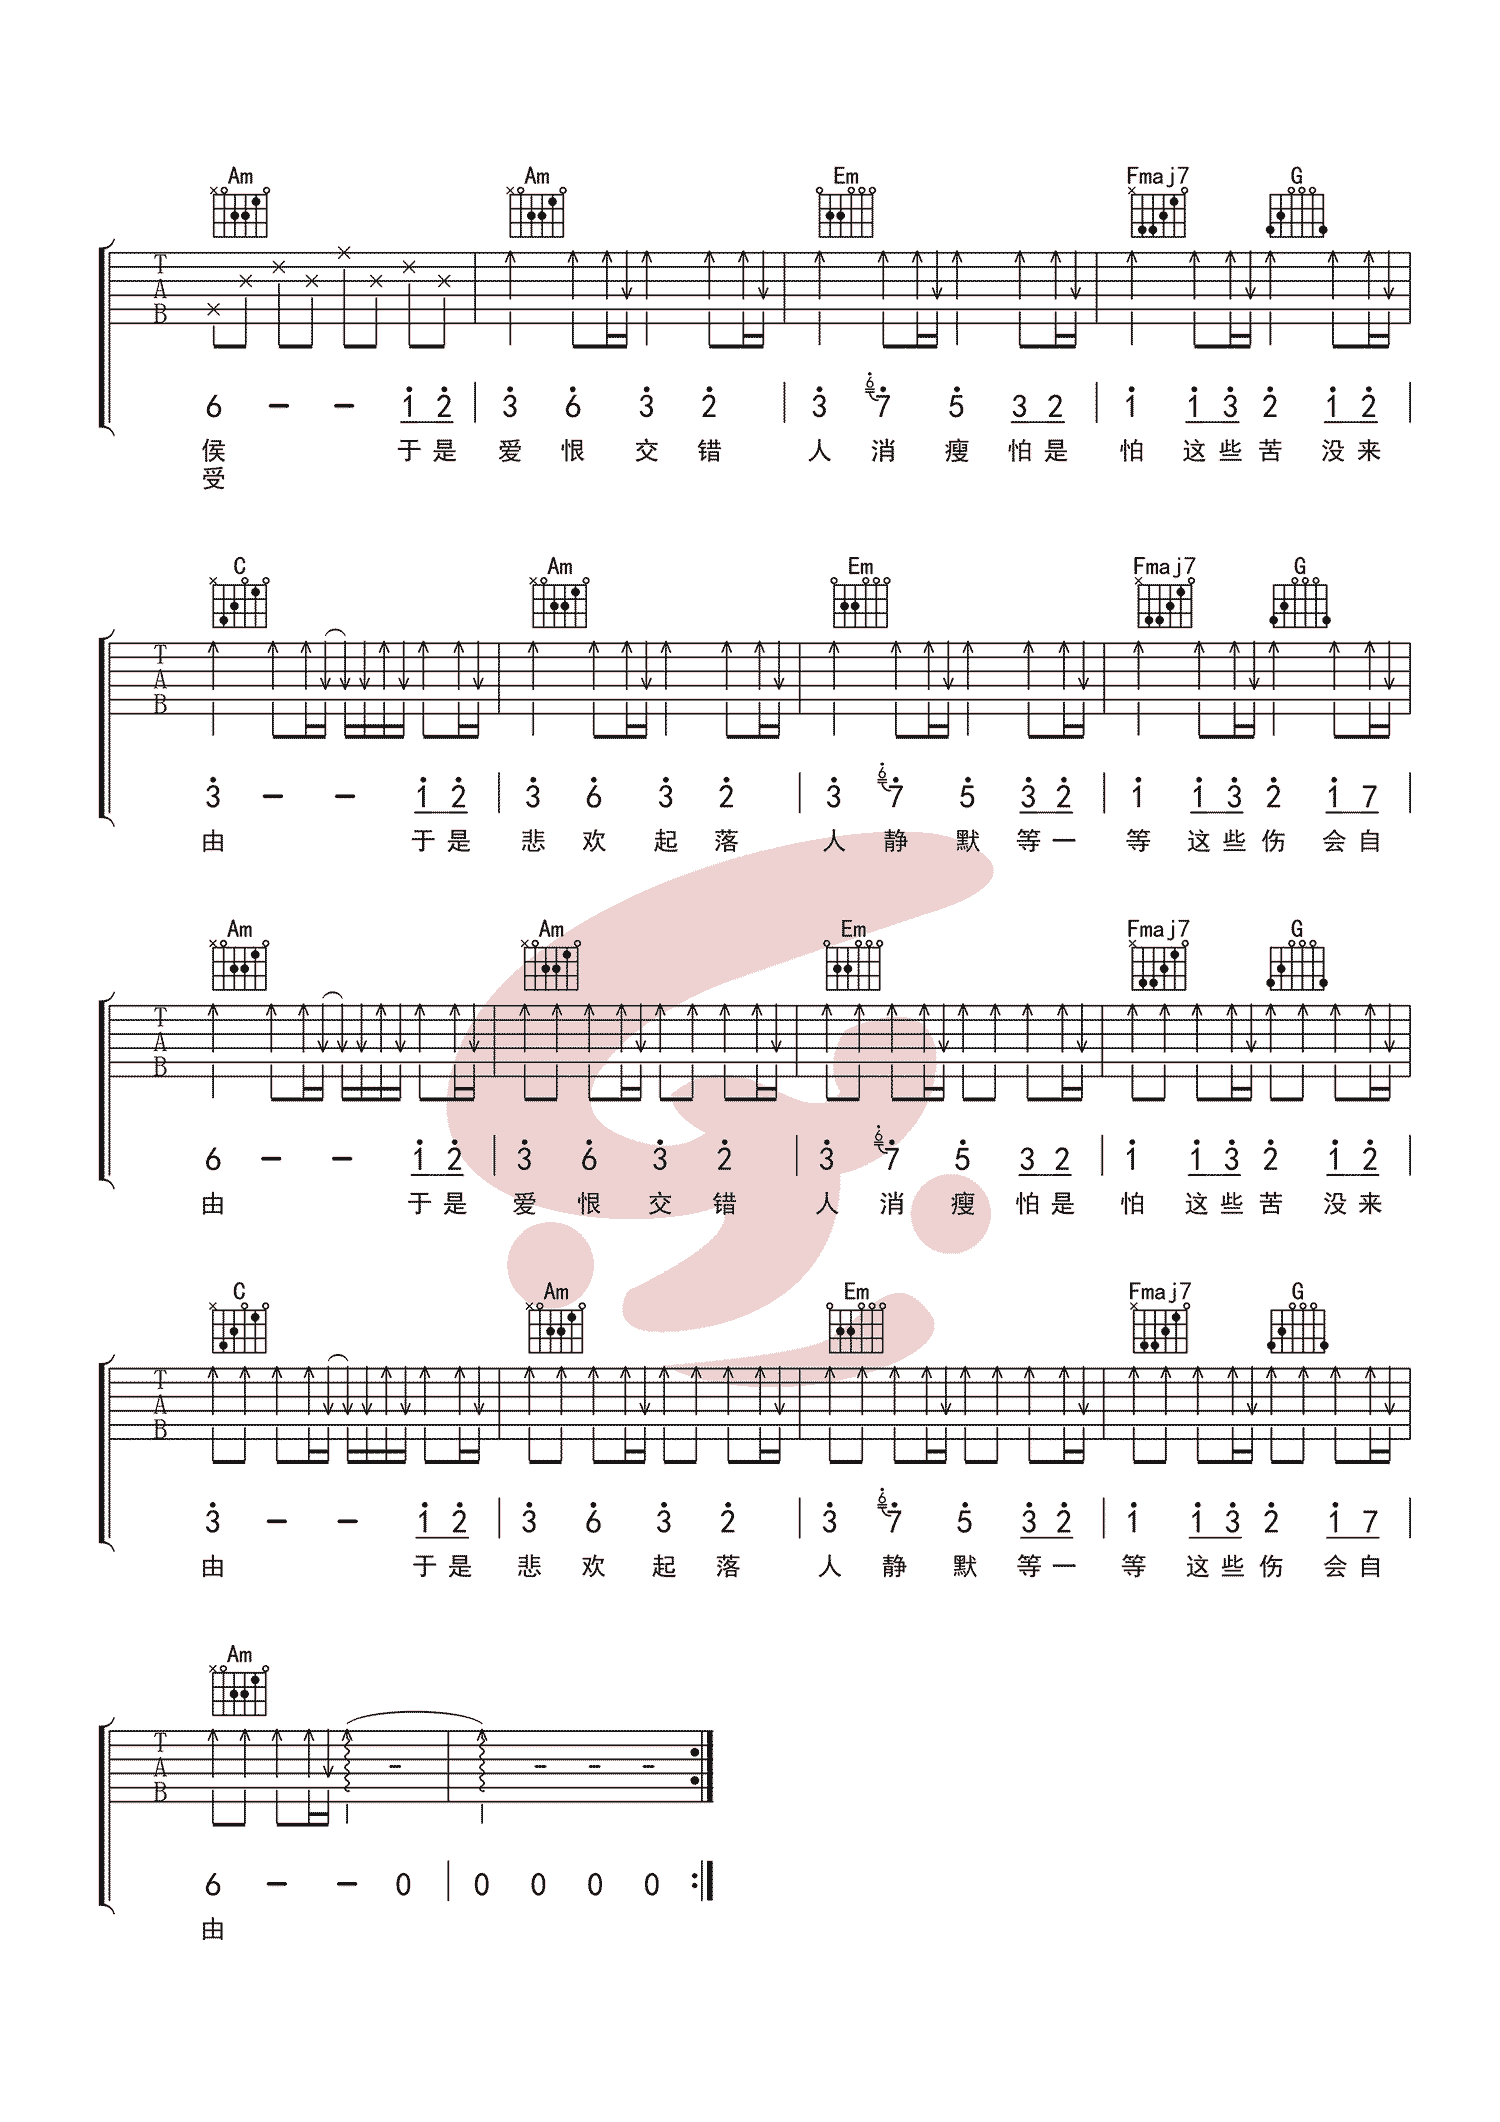 Am Am Em Fmaj7 G
T
A
B
6 - - 1 2 | 3 6 3 2 | 3 6 7 5 3 2 | 1 1 3 2 1 2 |
侯 于是 爱 恨 交 错 人 消 瘦 怕是 怕 这些 苦 没来
受
C Am Em Fmaj7 G
T
A
B
3 - - 1 2 | 3 6 3 2 | 3 6 7 5 3 2 | 1 1 3 2 1 7 |
由 于是 悲 欢 起 落 人 静 默 等一 等 这些 伤 会自
Am Am Em Fmaj7 G
T
A
B
6 - - 1 2 | 3 6 3 2 | 3 6 7 5 3 2 | 1 1 3 2 1 2 |
由 于是 爱 恨 交 错 人 消 瘦 怕是 怕 这些 苦 没来
C Am Em Fmaj7 G
T
A
B
3 - - 1 2 | 3 6 3 2 | 3 6 7 5 3 2 | 1 1 3 2 1 7 |
由 于是 悲 欢 起 落 人 静 默 等一 等 这些 伤 会自
Am
T
A
B
6 - - 0 | 0 0 0 0 :|
由